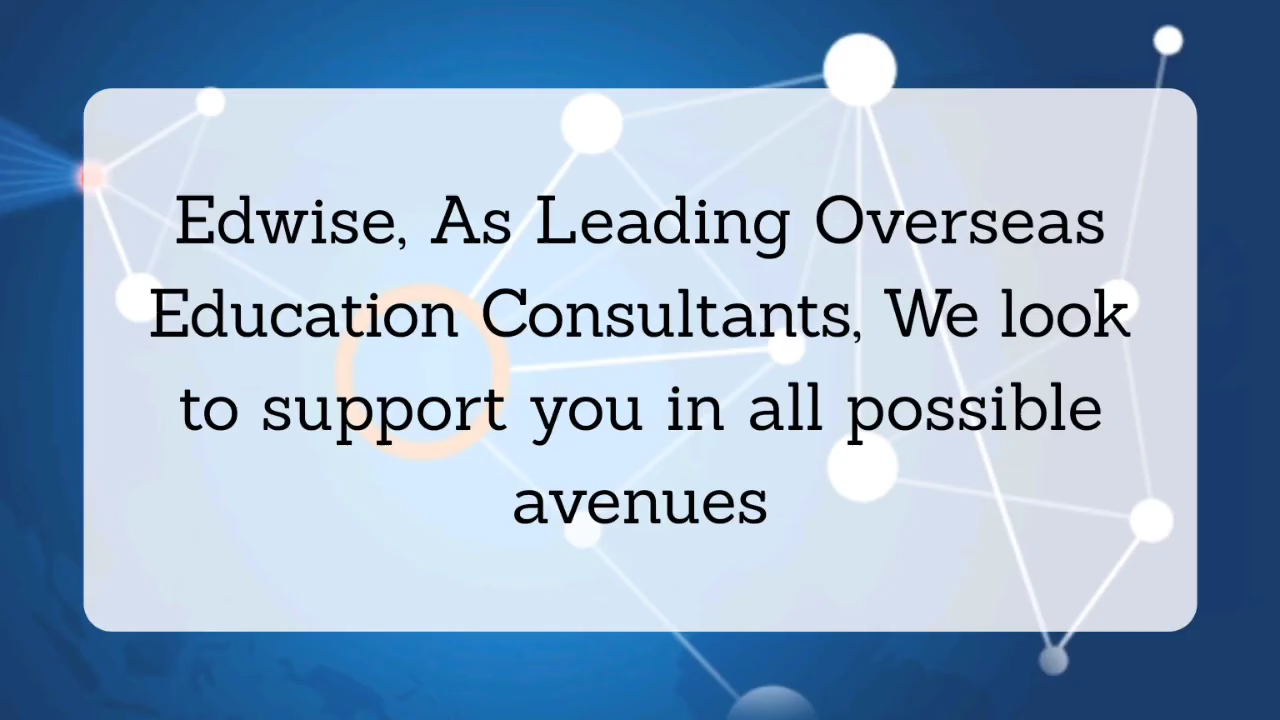 Edwise, As Leading Overseas
Education Consultants, We look
to support you in all possible
avenues